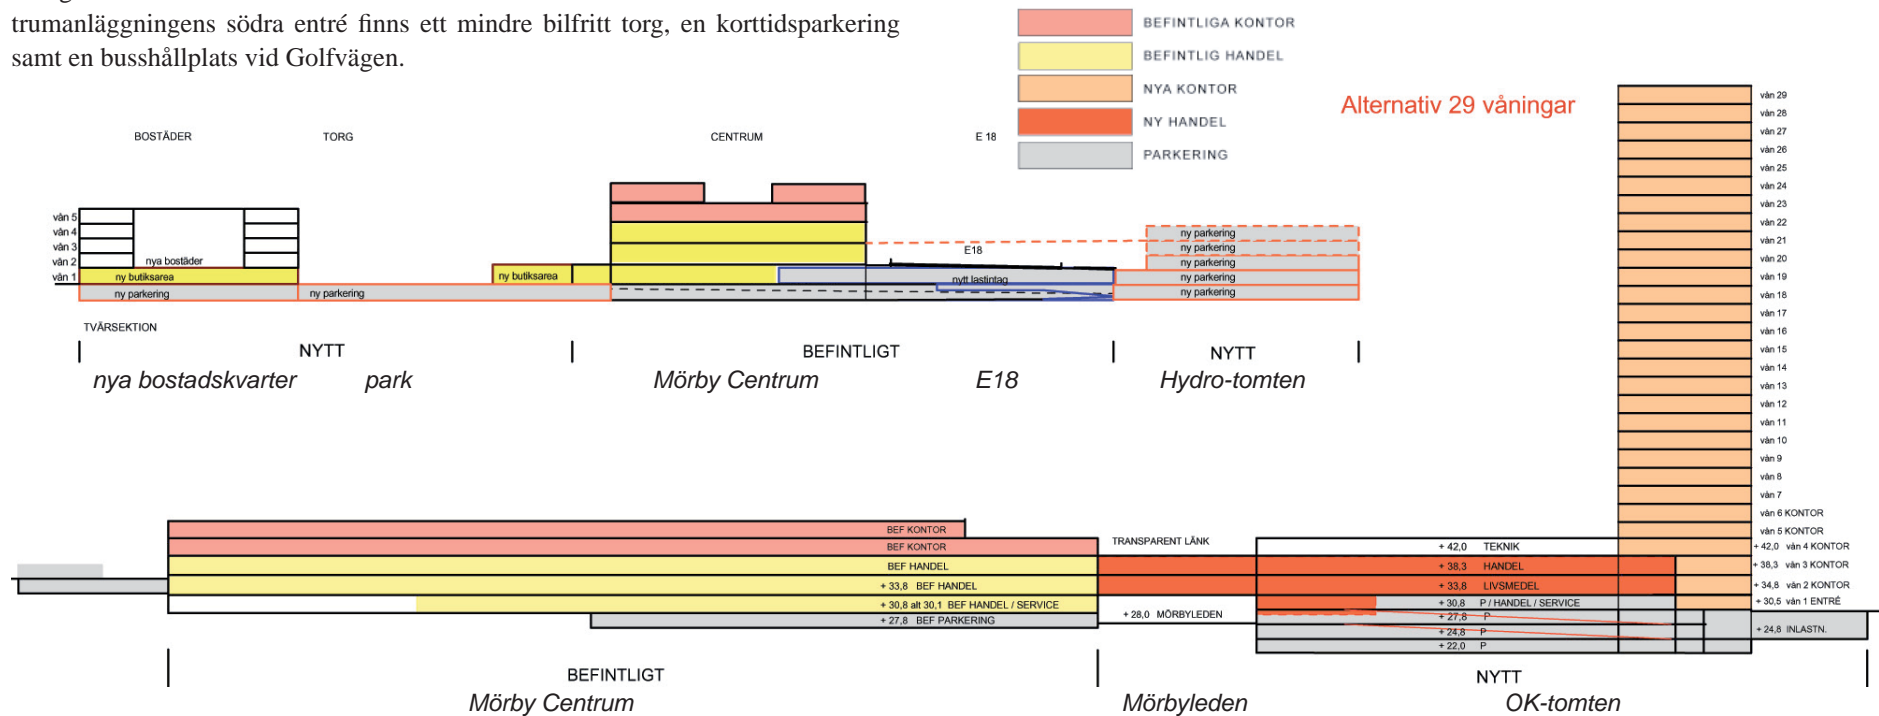 trumanläggningens södra entré finns ett mindre bilfritt torg, en korttidsparkering
samt en busshållplats vid Golfvägen.
BEFINTLIGA KONTOR
BEFINTLIG HANDEL
NYA KONTOR
NY HANDEL
PARKERING
Alternativ 29 våningar
BOSTÄDER TORG CENTRUM E 18
vån 5
vån 4
vån 3
vån 2
vån 1
nya bostäder
ny butiksarea
ny parkering
ny parkering
ny butiksarea
E18
nytt lastintag
ny parkering
ny parkering
ny parkering
ny parkering
ny parkering
TVÄRSEKTION
NYTT BEFINTLIGT NYTT
nya bostadskvarter park Mörby Centrum E18 Hydro-tomten
vån 29
vån 28
vån 27
vån 26
vån 25
vån 24
vån 23
vån 22
vån 21
vån 20
vån 19
vån 18
vån 17
vån 16
vån 15
vån 14
vån 13
vån 12
vån 11
vån 10
vån 9
vån 8
vån 7
vån 6 KONTOR
vån 5 KONTOR
+ 42,0 vån 4 KONTOR
+ 38,3 vån 3 KONTOR
+ 34,8 vån 2 KONTOR
+ 30,5 vån 1 ENTRÉ
+ 24,8 INLASTN.
BEF KONTOR
BEF KONTOR
BEF HANDEL
+ 33,8 BEF HANDEL
+ 30,8 alt 30,1 BEF HANDEL / SERVICE
+ 27,8 BEF PARKERING
TRANSPARENT LÄNK
+ 28,0 MÖRBYLEDEN
+ 42,0 TEKNIK
+ 38,3 HANDEL
+ 33,8 LIVSMEDEL
+ 30,8 P / HANDEL / SERVICE
+ 27,8 P
+ 24,8 P
+ 22,0 P
BEFINTLIGT NYTT
Mörby Centrum Mörbyleden OK-tomten